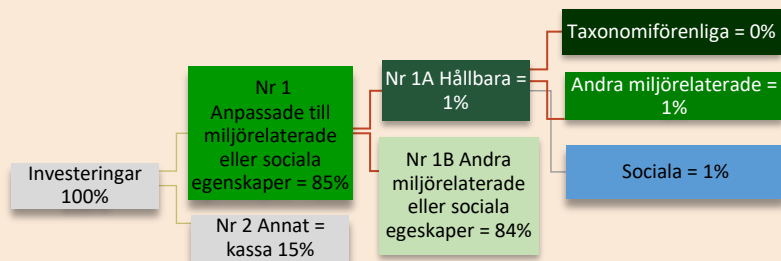 Investeringar
100%
Nr 1
Anpassade till
miljörelaterade
eller sociala
egenskaper = 85%
Nr 2 Annat =
kassa 15%
Nr 1A Hållbara =
1%
Nr 1B Andra
miljörelaterade
eller sociala
egeskaper = 84%
Taxonomiförenliga = 0%
Andra miljörelaterade =
1%
Sociala = 1%